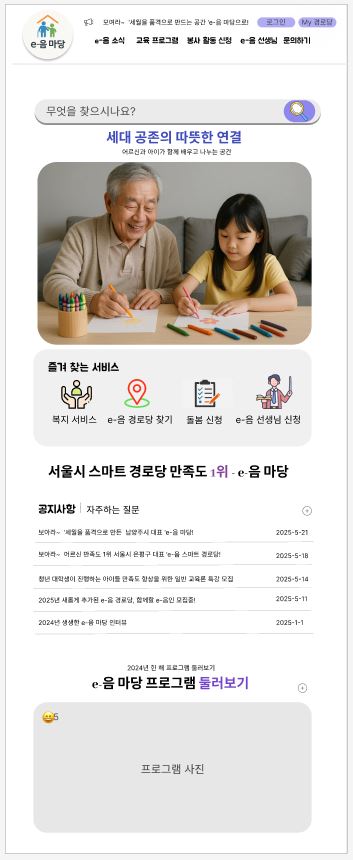 e-음 마당
보아라~ '세월을 품격으로 만드는 공간 'e-음 마당으로!
로그인
My 경로당
e-음 소식 교육 프로그램 봉사 활동 신청 e-음 선생님 문의하기
무엇을 찾으시나요?
세대 공존의 따뜻한 연결
어르신과 아이가 함께 배우고 나누는 공간
즐겨 찾는 서비스
복지 서비스
e-음 경로당 찾기
돌봄 신청
e-음 선생님 신청
서울시 스마트 경로당 만족도 1위 - e-음 마당
공지사항 자주하는 질문
보아라~ '세월을 품격으로 만든 남양주시 대표 'e-음 마당!
2025-5-21
보아라~ 어르신 만족도 1위 서울시 은평구 대표 'e-음 스마트 경로당!
2025-5-18
청년 대학생이 진행하는 아이들 만족도 향상을 위한 일반 교육론 특강 모집
2025-5-14
2025년 새롭게 추가된 e-음 경로당, 함께할 e-음인 모집중!
2025-5-11
2024년 생생한 e-음 마당 인터뷰
2025-1-1
2024년 한 해 프로그램 둘러보기
e-음 마당 프로그램 둘러보기
5
프로그램 사진